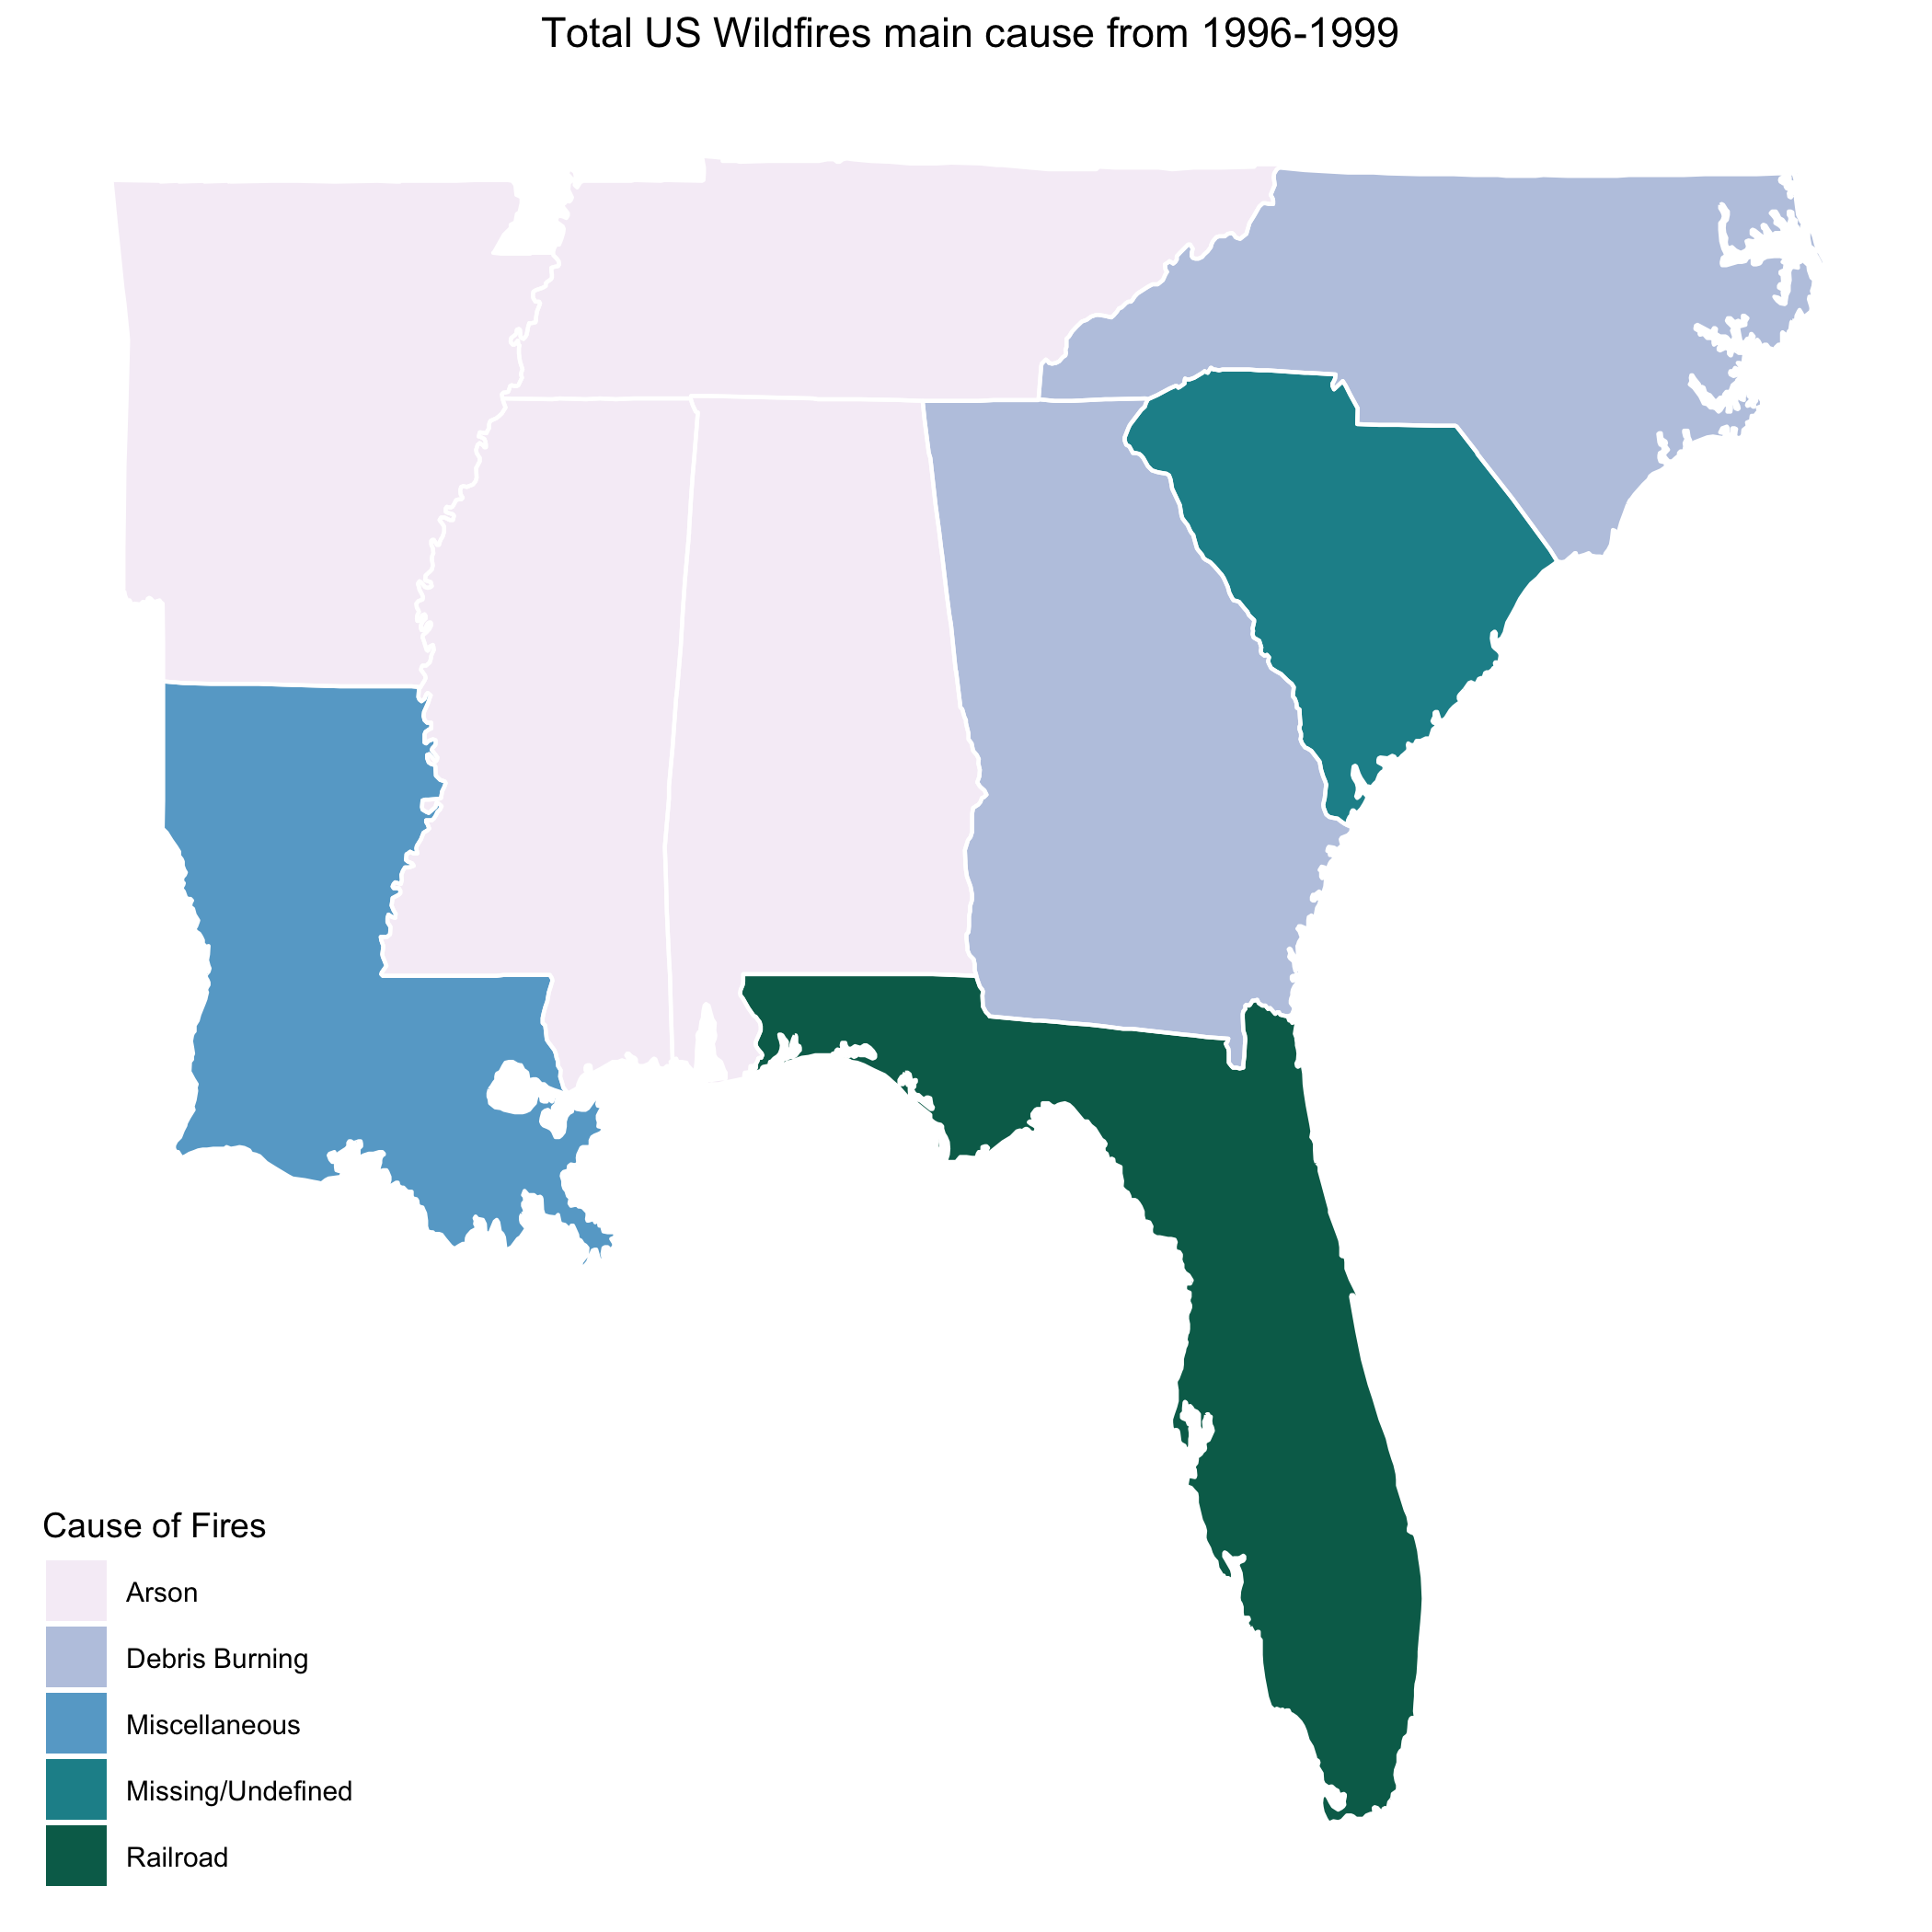 Total US Wildfires main cause from 1996-1999
Cause of Fires
Arson
Debris Burning
Miscellaneous
Missing/Undefined
Railroad